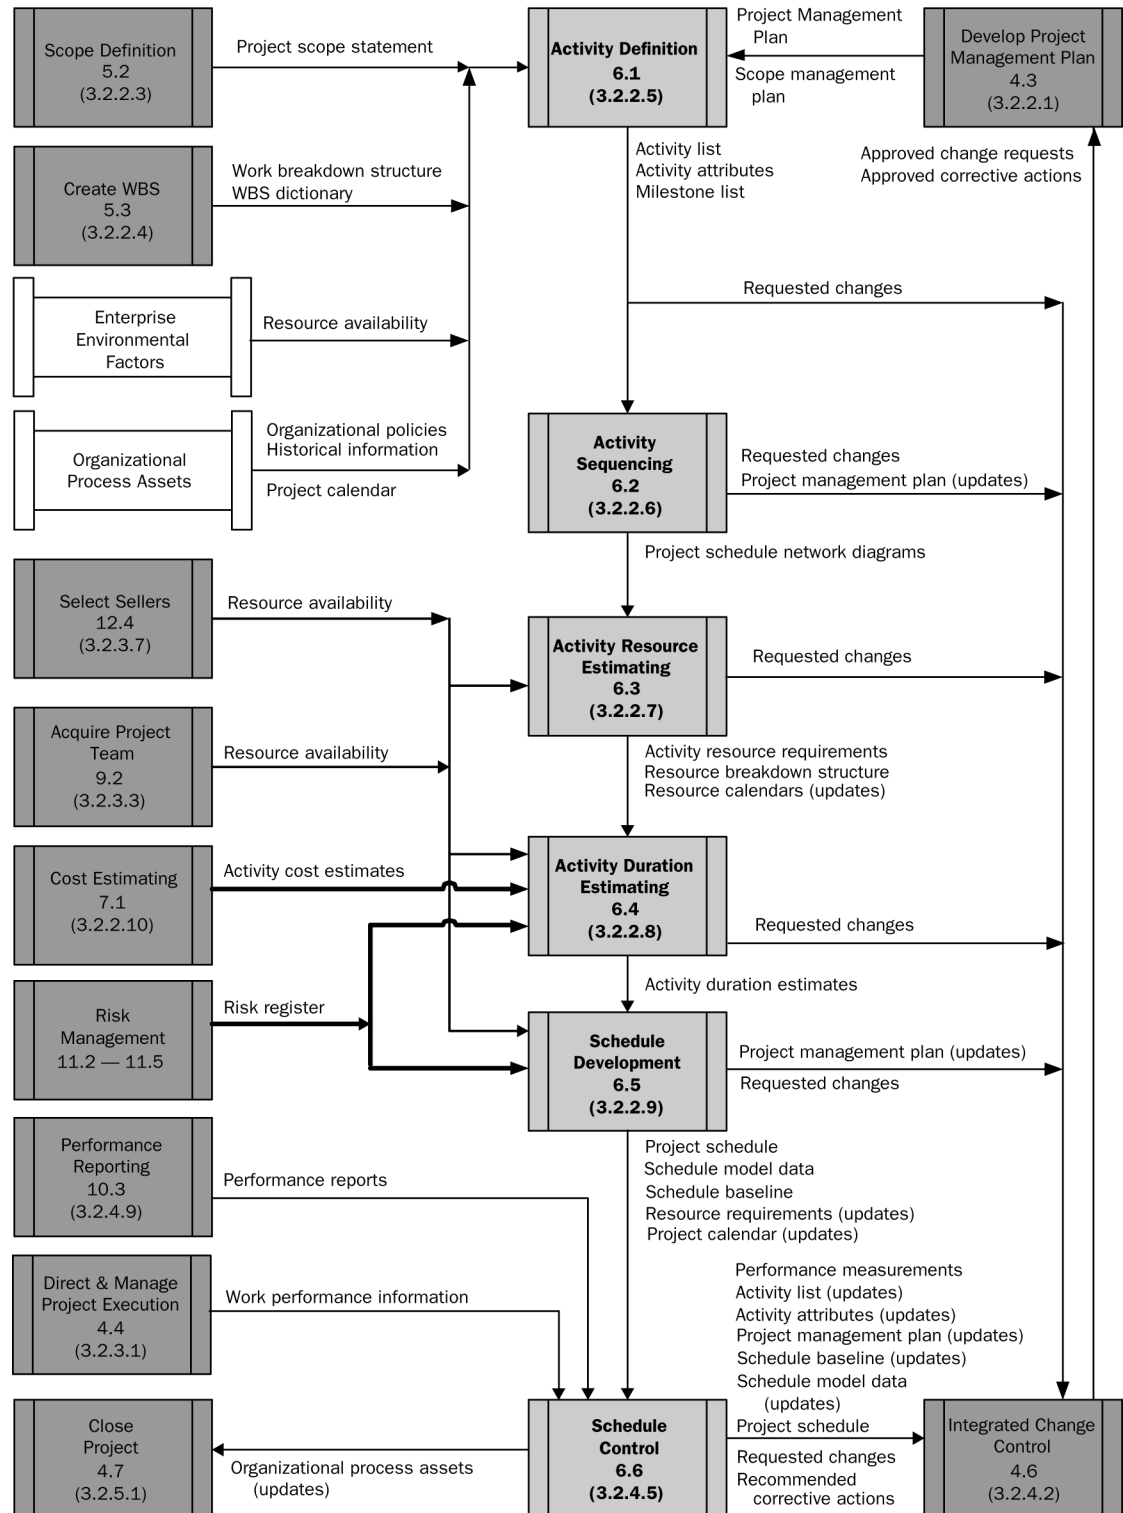 Scope Definition
5.2
(3.2.2.3)
Project scope statement
Activity Definition
6.1
(3.2.2.5)
Project Management
Plan
Scope management
plan
Develop Project
Management Plan
4.3
(3.2.2.1)
Create WBS
5.3
(3.2.2.4)
Work breakdown structure
WBS dictionary
Activity list
Activity attributes
Milestone list
Approved change requests
Approved corrective actions
Enterprise
Environmental
Factors
Resource availability
Requested changes
Organizational
Process Assets
Organizational policies
Historical information
Project calendar
Activity
Sequencing
6.2
(3.2.2.6)
Requested changes
Project management plan (updates)
Project schedule network diagrams
Select Sellers
12.4
(3.2.3.7)
Resource availability
Activity Resource
Estimating
6.3
(3.2.2.7)
Requested changes
Acquire Project
Team
9.2
(3.2.3.3)
Resource availability
Activity resource requirements
Resource breakdown structure
Resource calendars (updates)
Cost Estimating
7.1
(3.2.2.10)
Activity cost estimates
Activity Duration
Estimating
6.4
(3.2.2.8)
Requested changes
Activity duration estimates
Risk
Management
11.2 — 11.5
Risk register
Schedule
Development
6.5
(3.2.2.9)
Project management plan (updates)
Requested changes
Performance
Reporting
10.3
(3.2.4.9)
Performance reports
Project schedule
Schedule model data
Schedule baseline
Resource requirements (updates)
Project calendar (updates)
Direct & Manage
Project Execution
4.4
(3.2.3.1)
Work performance information
Performance measurements
Activity list (updates)
Activity attributes (updates)
Project management plan (updates)
Schedule baseline (updates)
Schedule model data
(updates)
Project schedule
Requested changes
Recommended
corrective actions
Close
Project
4.7
(3.2.5.1)
Organizational process assets
(updates)
Schedule
Control
6.6
(3.2.4.5)
Integrated Change
Control
4.6
(3.2.4.2)